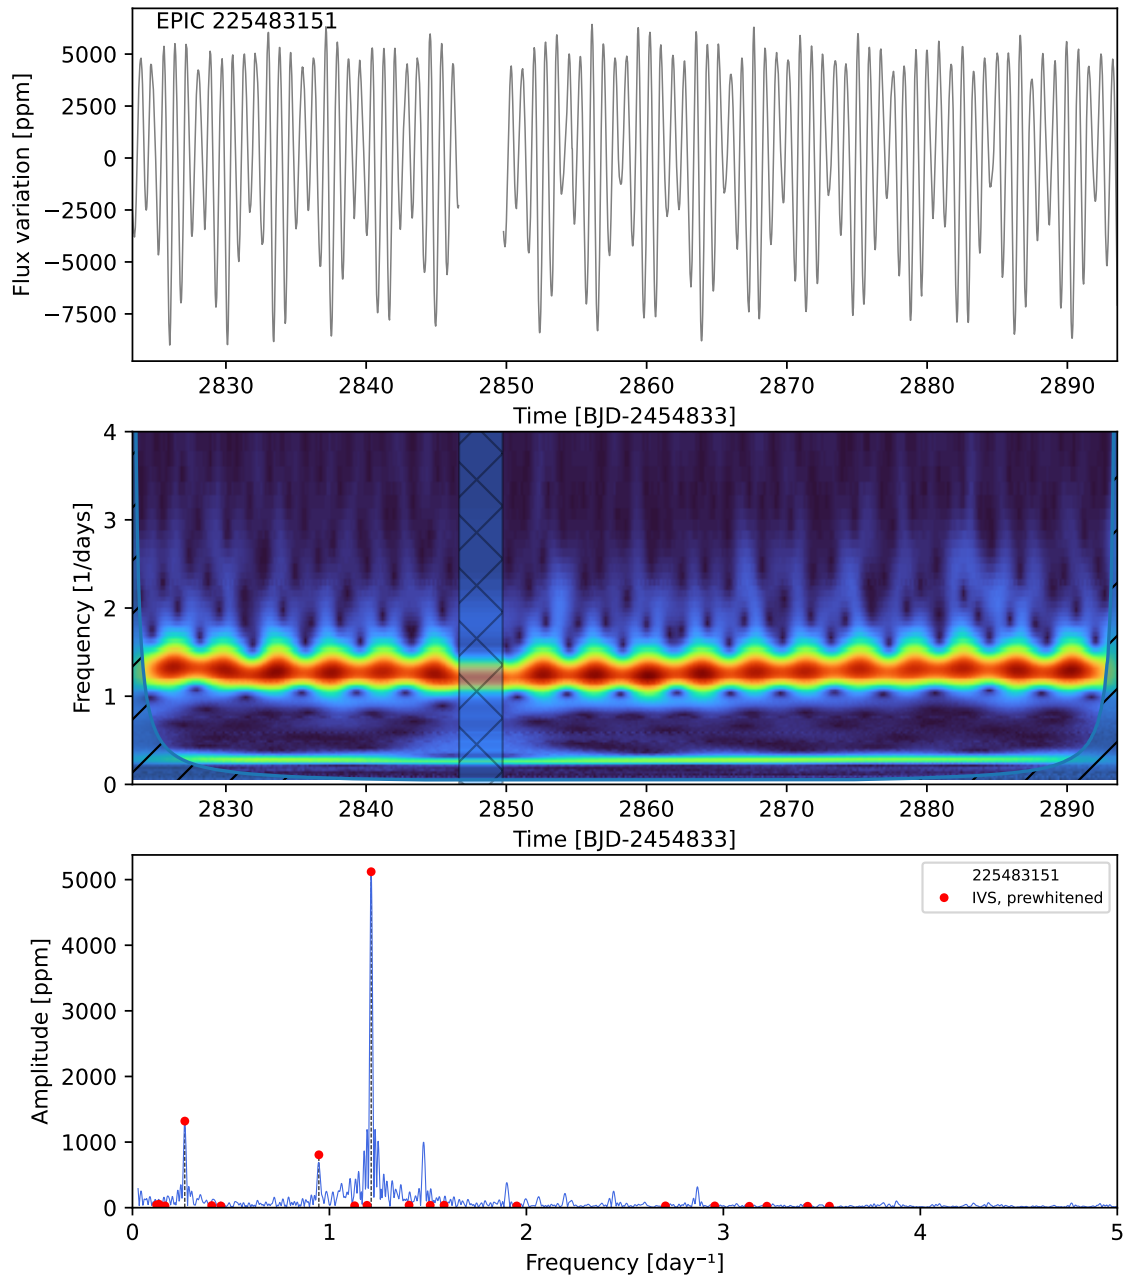 EPIC 225483151
5000
2500
0
−2500
−5000
−7500
Flux variation [ppm]
2830 2840 2850 2860 2870 2880 2890
Time [BJD-2454833]
4
3
2
1
0
Frequency [1/days]
2830 2840 2850 2860 2870 2880 2890
Time [BJD-2454833]
225483151
IVS, prewhitened
5000
4000
3000
2000
1000
0
Amplitude [ppm]
0 1 2 3 4 5
Frequency [day⁻¹]